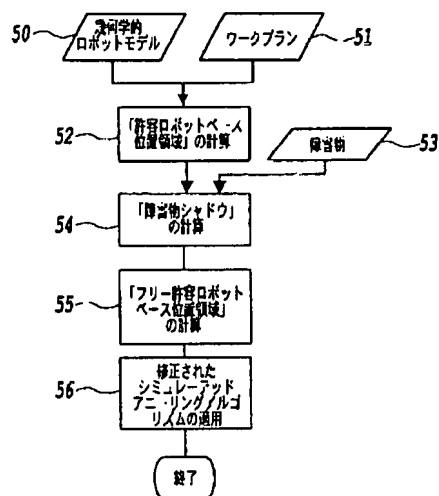 50
幾何学的
ロボットモデル
ワークプラン
51
52
「許容ロボットベース
位置領域」の計算
障害物
53
54
「障害物シャドウ」
の計算
55
「フリー許容ロボット
ベース位置領域」
の計算
56
修正された
シミュレーテッド
アニーリングアルゴ
リズムの適用
終了